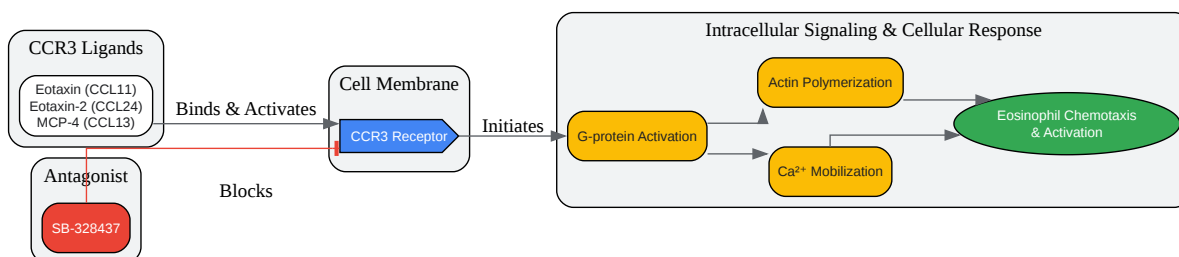 CCR3 Ligands
Eotaxin (CCL11)
Eotaxin-2 (CCL24)
MCP-4 (CCL13)
Antagonist
SB-328437
Binds & Activates
Blocks
Cell Membrane
CCR3 Receptor
Initiates
Intracellular Signaling & Cellular Response
G-protein Activation
Actin Polymerization
Ca²⁺ Mobilization
Eosinophil Chemotaxis
& Activation